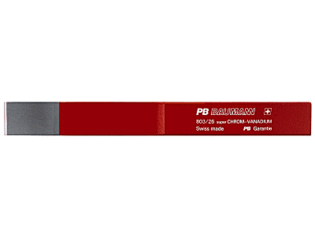 PB BAUMANN
803/25 super CHROM-VANADIUM
Swiss made PB Garantie